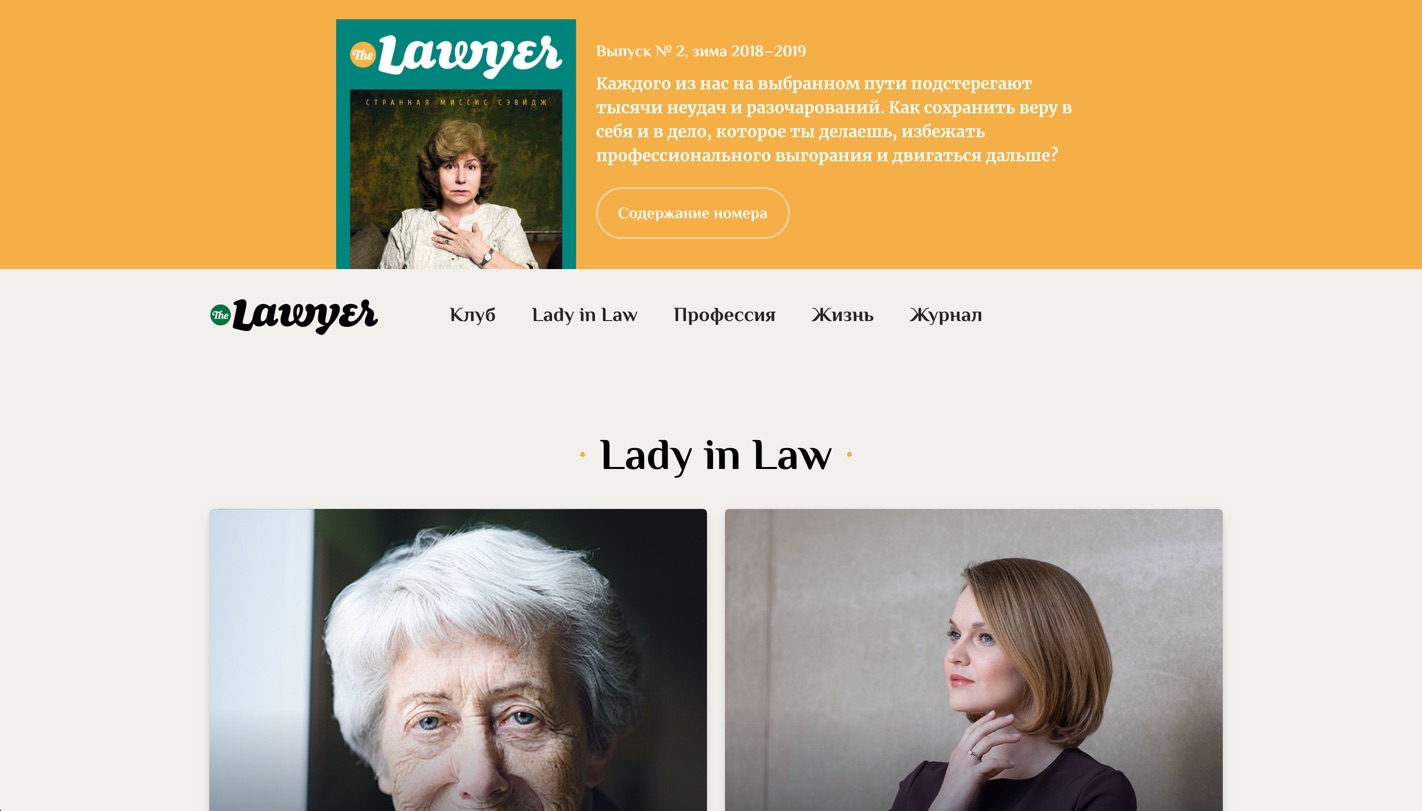 The Lawyer
СТРАННАЯ МИССИС СЭВИДЖ
Выпуск № 2, зима 2018–2019
Каждого из нас на выбранном пути подстерегают
тысячи неудач и разочарований. Как сохранить веру в
себя и в дело, которое ты делаешь, избежать
профессионального выгорания и двигаться дальше?
Содержание номера
The Lawyer
Клуб Lady in Law Профессия Жизнь Журнал
· Lady in Law ·